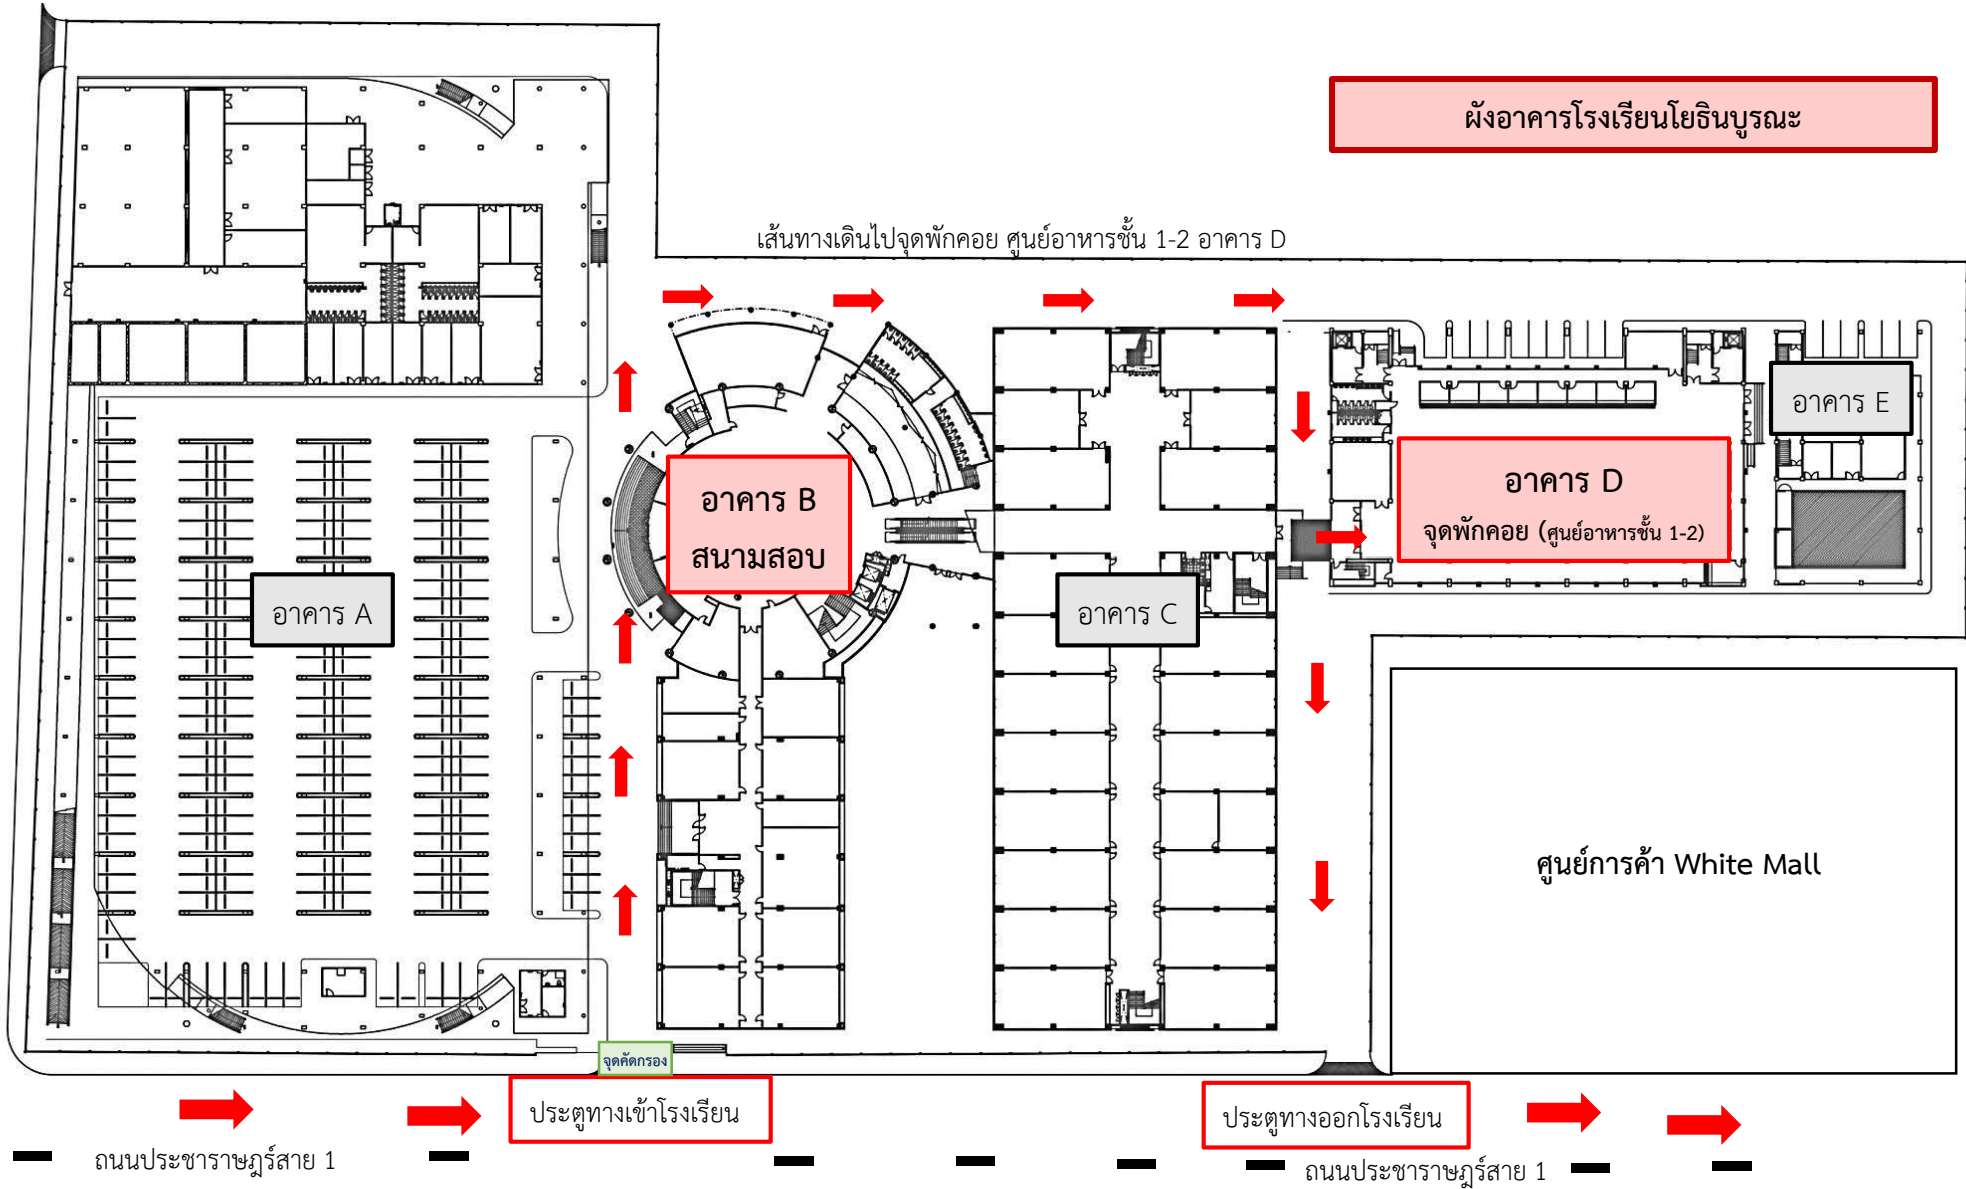 ผังอาคารโรงเรียนโยธินบูรณะ
เส้นทางเดินไปจุดพักคอย ศูนย์อาหารชั้น 1-2 อาคาร D
อาคาร E
อาคาร B
สนามสอบ
อาคาร D
จุดพักคอย (ศูนย์อาหารชั้น 1-2)
อาคาร A
อาคาร C
ศูนย์การค้า White Mall
จุดคัดกรอง
ประตูทางเข้าโรงเรียน
ประตูทางออกโรงเรียน
ถนนประชาราษฎร์สาย 1
ถนนประชาราษฎร์สาย 1